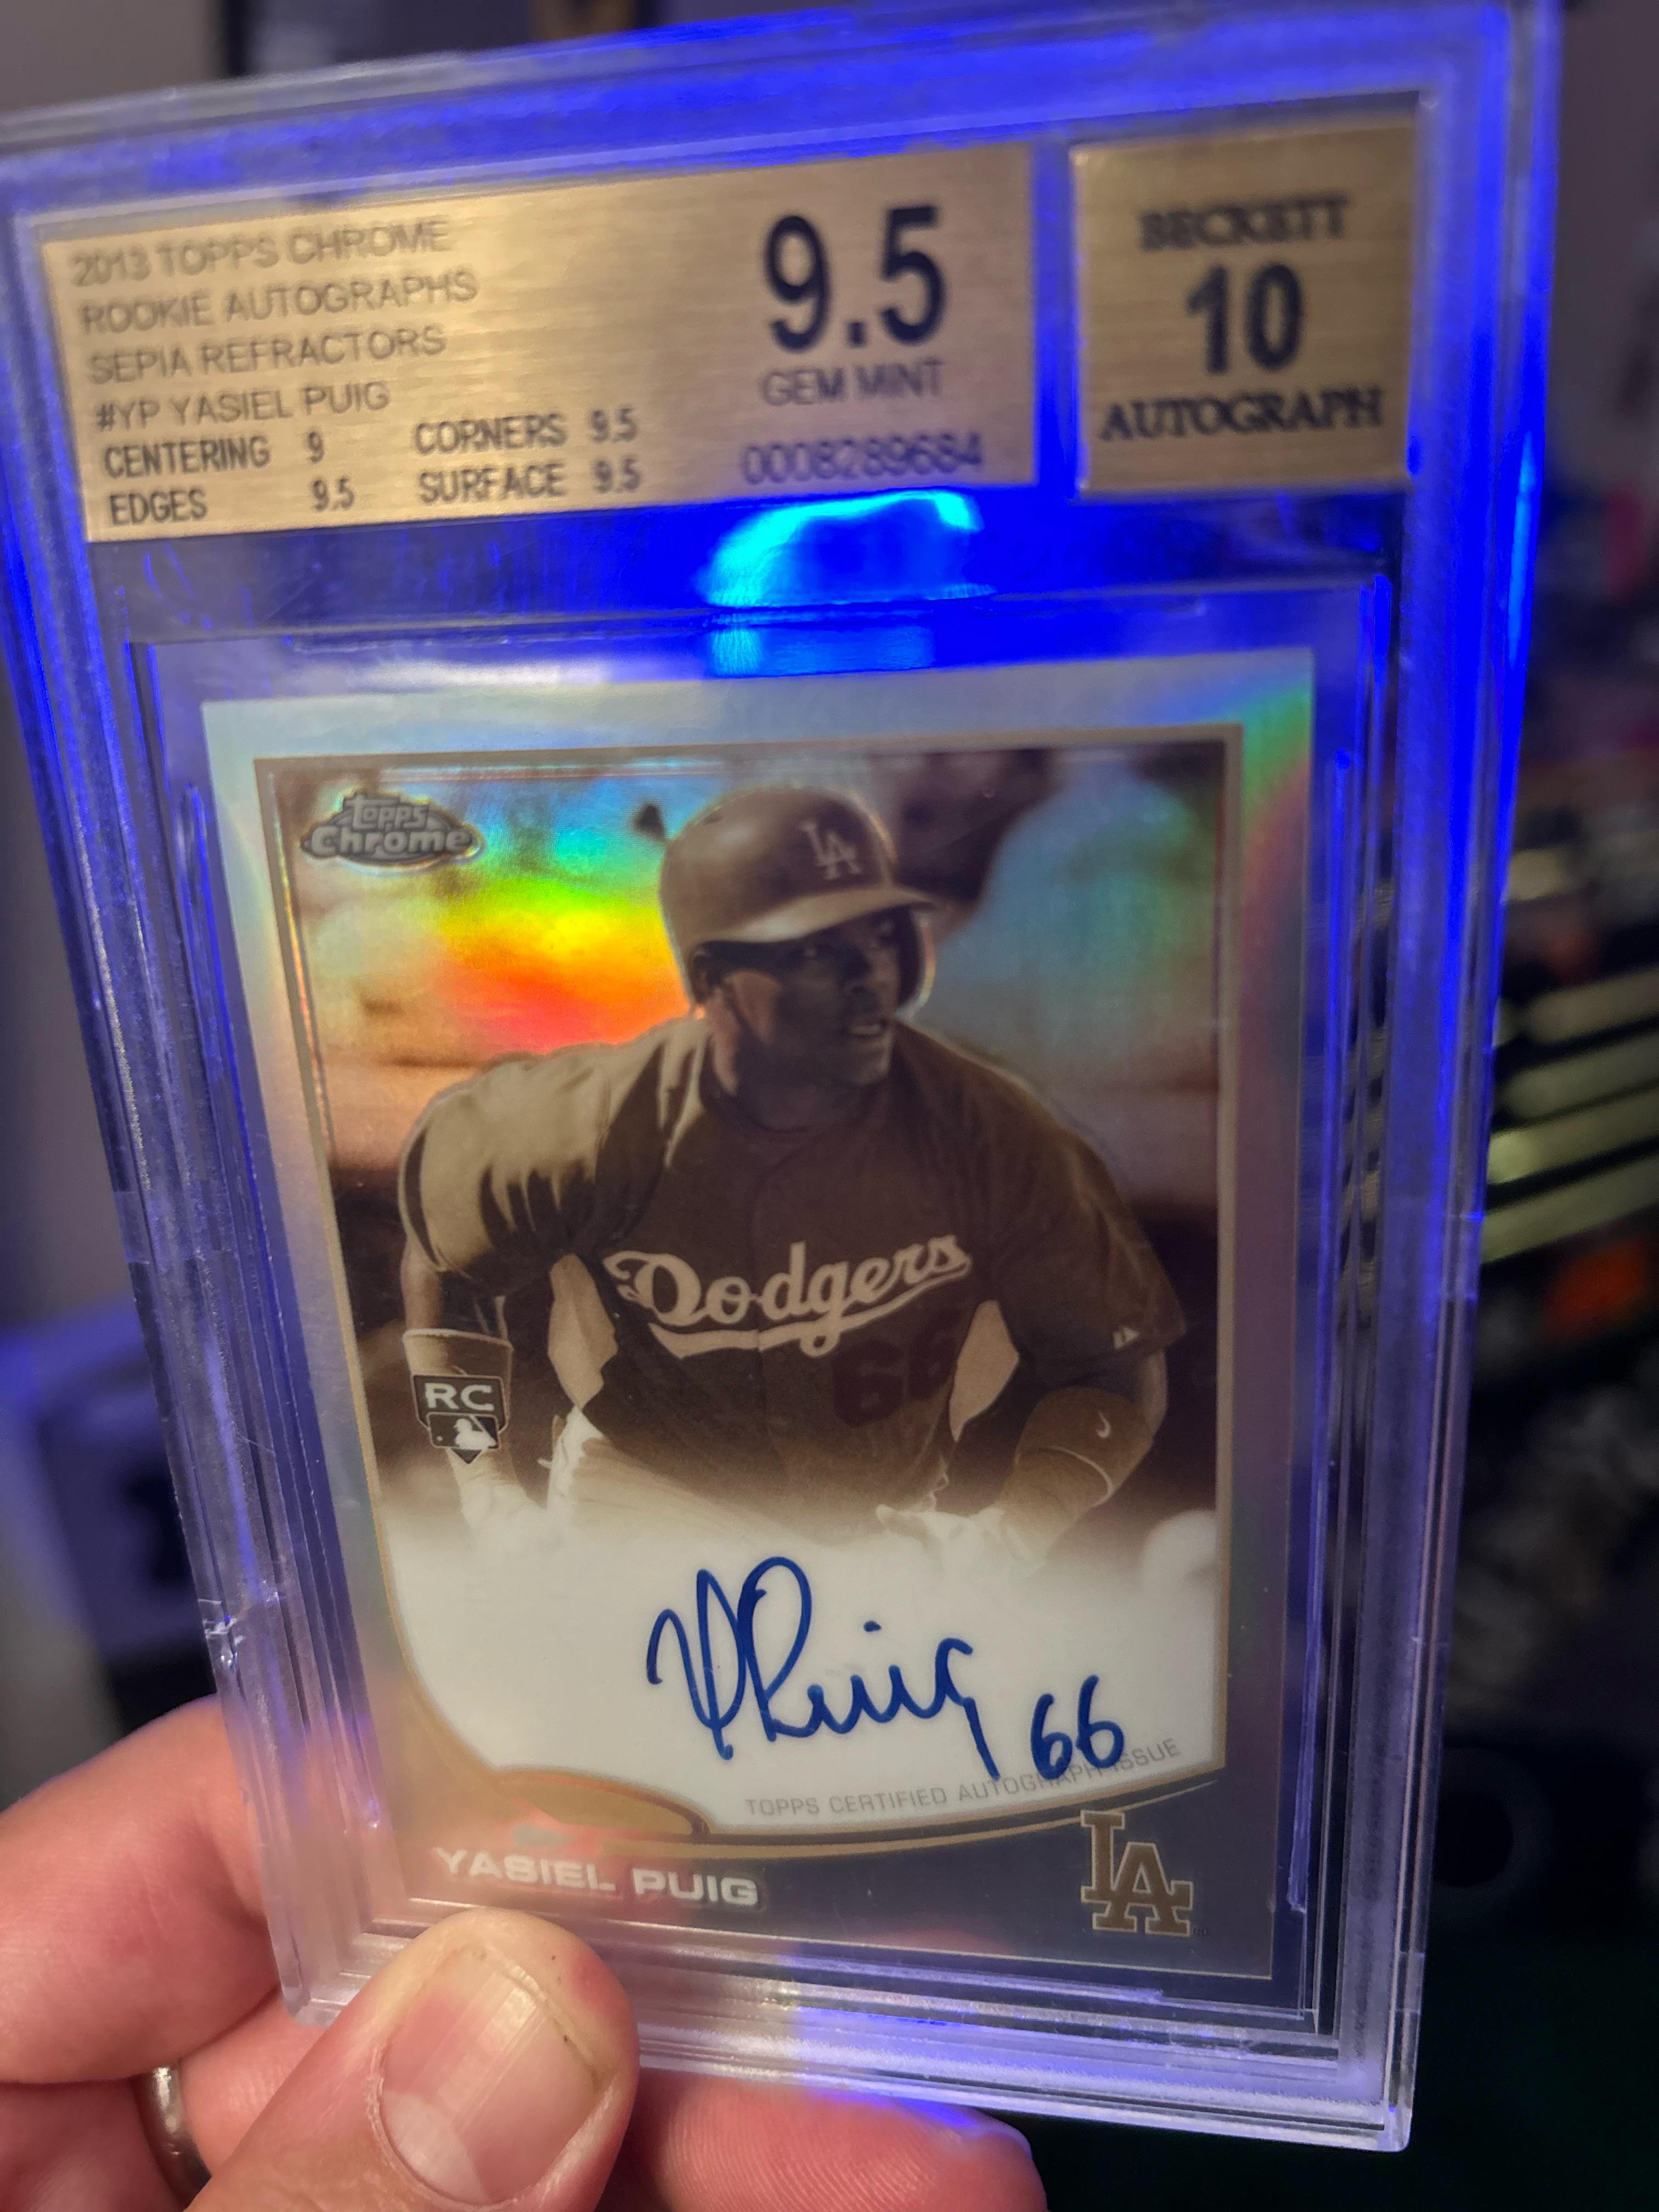 2013 TOPPS CHROME
ROOKIE AUTOGRAPHS
SEPIA REFRACTORS
#YP YASIEL PUIG
CENTERING 9 CORNERS 9.5
EDGES 9.5 SURFACE 9.5
9.5
GEM MINT
0008289684
BECKETT
10
AUTOGRAPH
topps
Chrome
LA
Dodgers
66
RC
YPuig 66
TOPPS CERTIFIED AUTOGRAPH ISSUE
YASIEL PUIG
LA